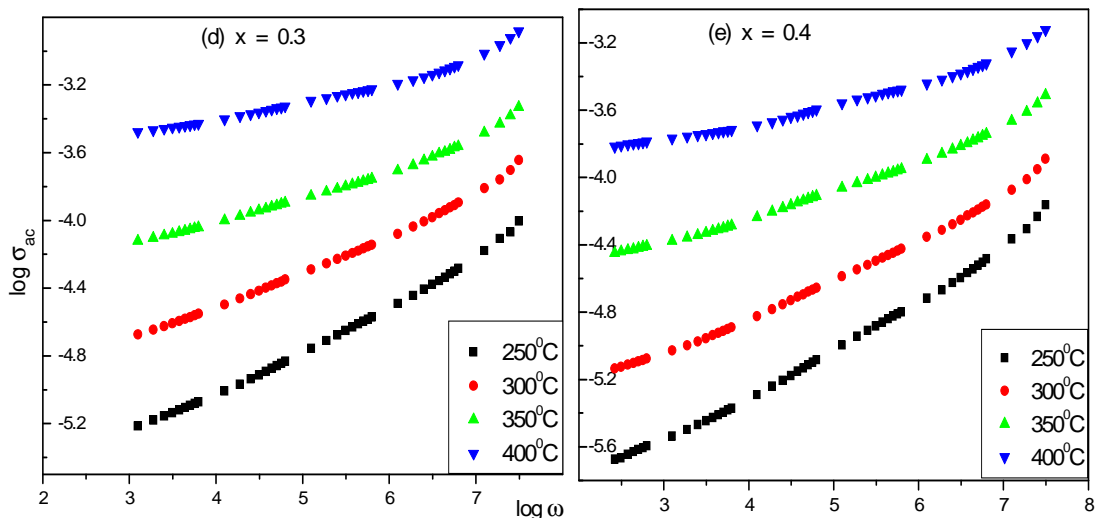 (d) x = 0.3
-3.2
-3.6
-4.0
-4.4
-4.8
-5.2
log σac
250⁰C
300⁰C
350⁰C
400⁰C
2 3 4 5 6 7
log ω
(e) x = 0.4
-3.2
-3.6
-4.0
-4.4
-4.8
-5.2
-5.6
250⁰C
300⁰C
350⁰C
400⁰C
3 4 5 6 7 8